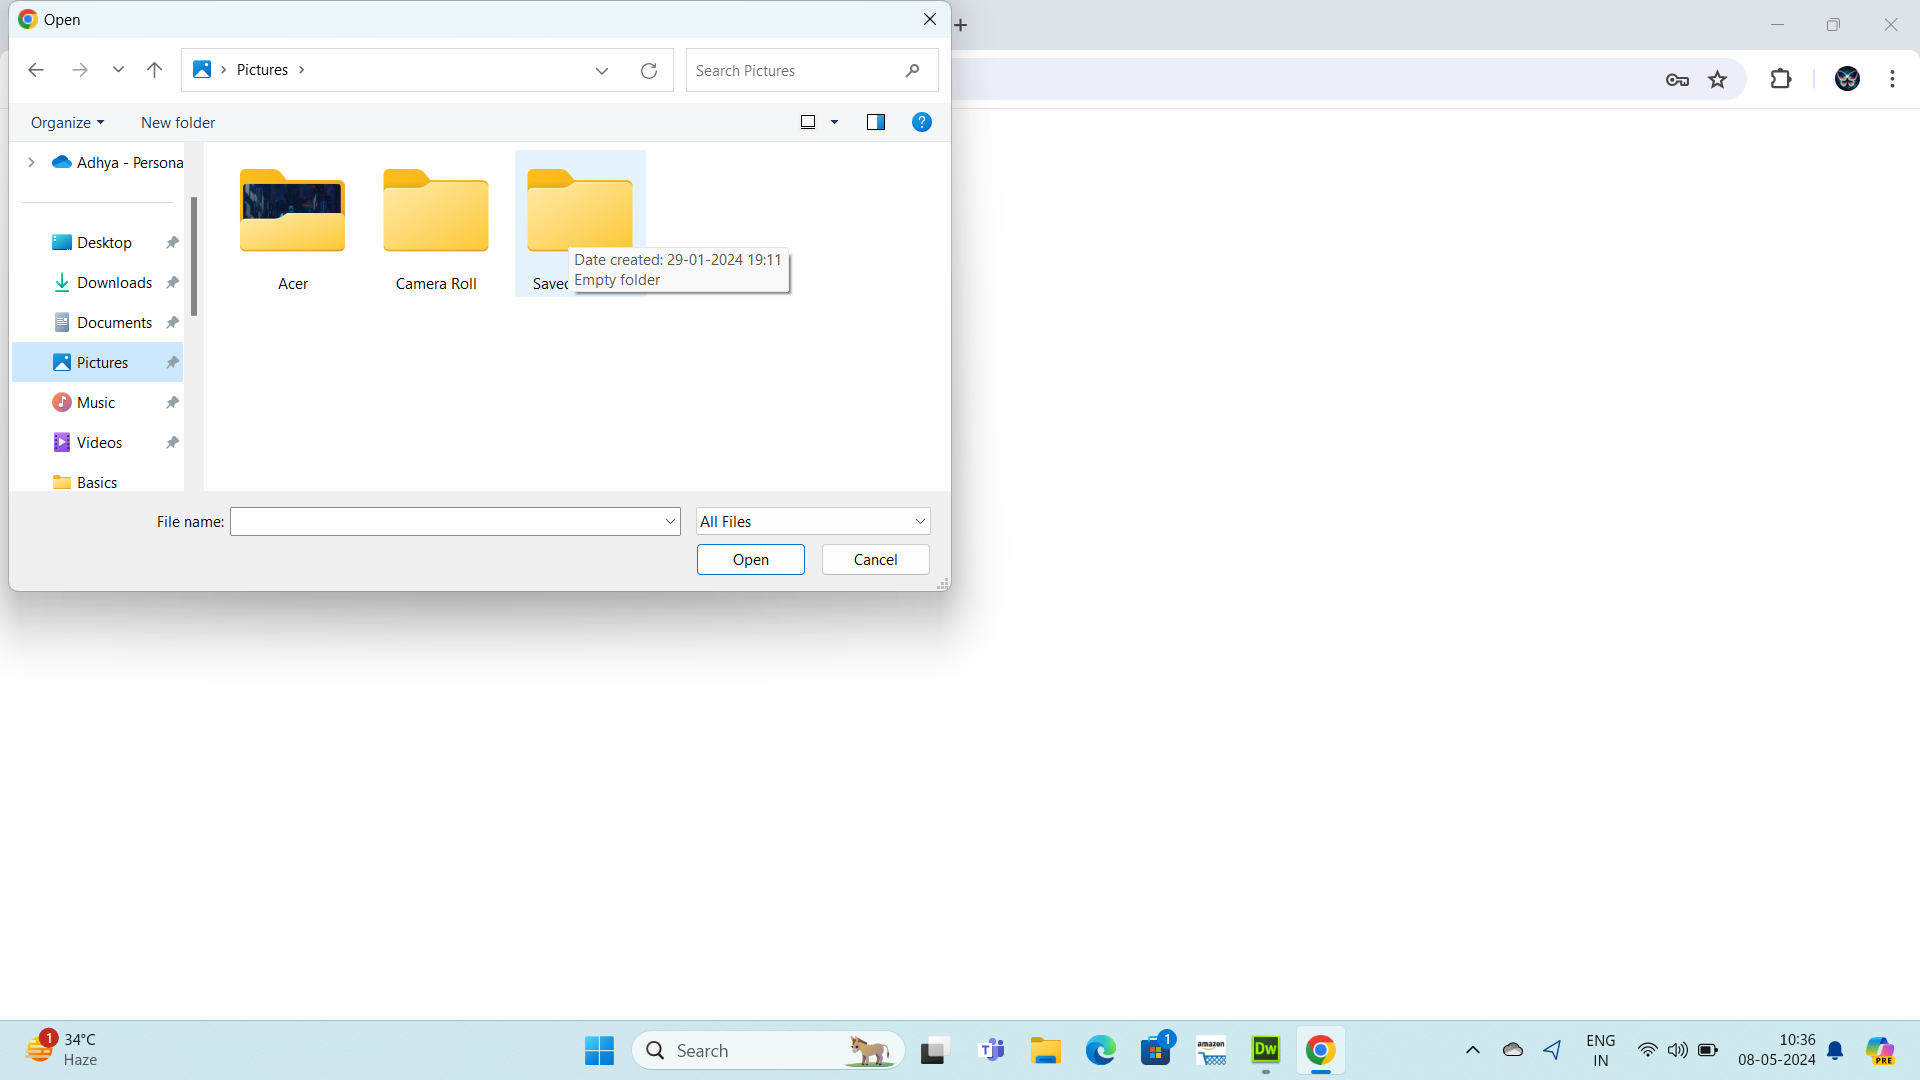 Open
Pictures
Search Pictures
Organize
New folder
Adhya - Persona
Desktop
Downloads
Documents
Pictures
Music
Videos
Basics
Acer
Camera Roll
Saved
Date created: 29-01-2024 19:11
Empty folder
File name:
All Files
Open
Cancel
1
34°C
Haze
Search
T
1
amazon
Dw
ENG
IN
10:36
08-05-2024
PRE